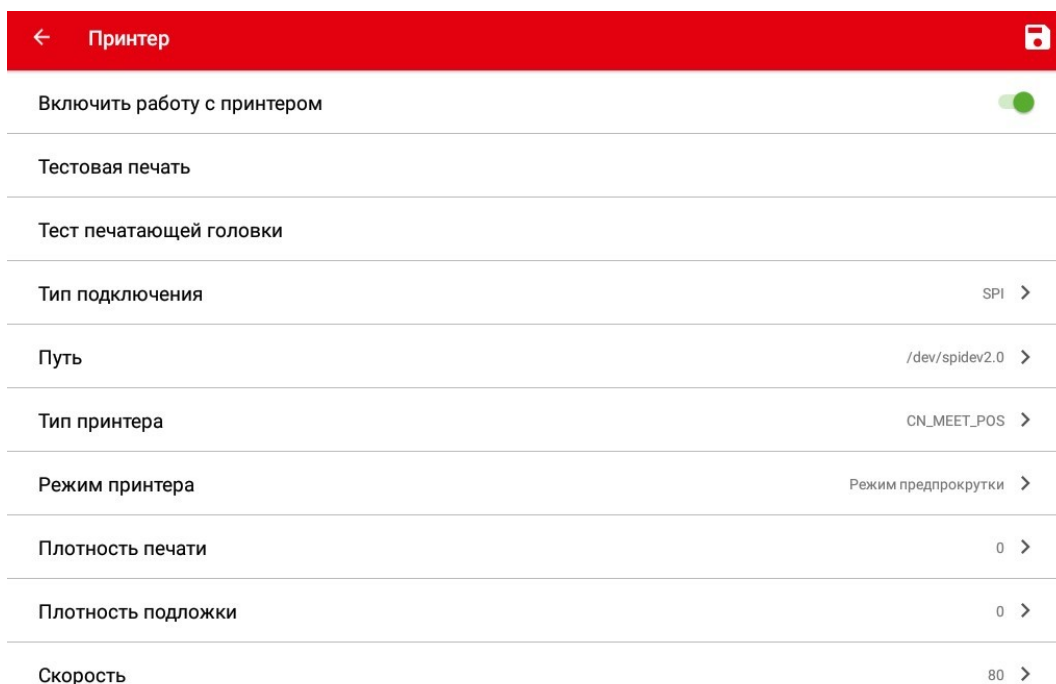 Принтер
Включить работу с принтером
Тестовая печать
Тест печатающей головки
Тип подключения SPI
Путь /dev/spidev2.0
Тип принтера CN_MEET_POS
Режим принтера Режим предпрокрутки
Плотность печати 0
Плотность подложки 0
Скорость 80